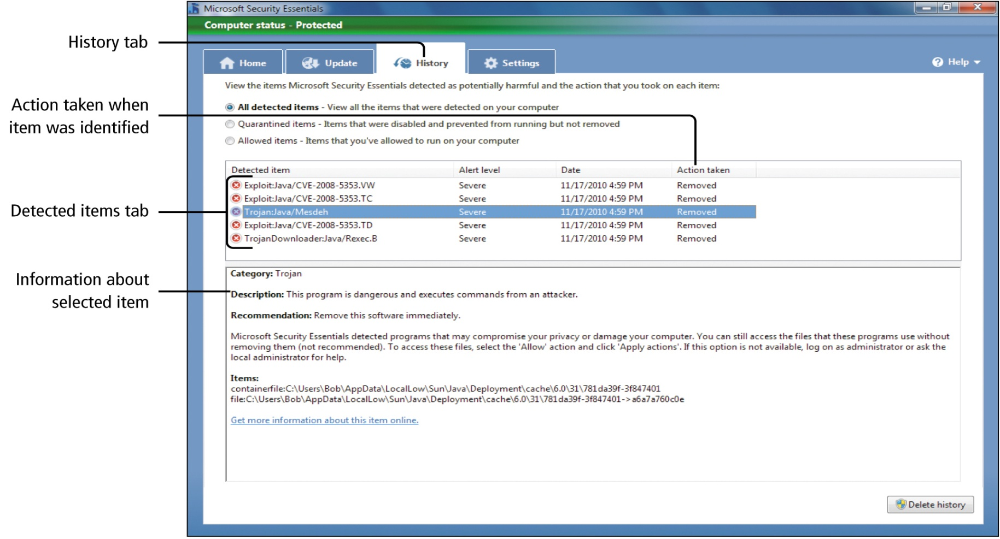 Microsoft Security Essentials
Computer status - Protected
History tab
Home
Update
History
Settings
Help
View the items Microsoft Security Essentials detected as potentially harmful and the action that you took on each item:
Action taken when
item was identified
All detected items - View all the items that were detected on your computer
Quarantined items - Items that were disabled and prevented from running but not removed
Allowed items - Items that you've allowed to run on your computer
Detected item Alert level Date Action taken
Exploit:Java/CVE-2008-5353.VW Severe 11/17/2010 4:59 PM Removed
Exploit:Java/CVE-2008-5353.TC Severe 11/17/2010 4:59 PM Removed
Detected items tab
Trojan:Java/Mesdeh Severe 11/17/2010 4:59 PM Removed
Exploit:Java/CVE-2008-5353.TD Severe 11/17/2010 4:59 PM Removed
TrojanDownloader:Java/Rexec.B Severe 11/17/2010 4:59 PM Removed
Information about
selected item
Category: Trojan
Description: This program is dangerous and executes commands from an attacker.
Recommendation: Remove this software immediately.
Microsoft Security Essentials detected programs that may compromise your privacy or damage your computer. You can still access the files that these programs use without
removing them (not recommended). To access these files, select the 'Allow' action and click 'Apply actions'. If this option is not available, log on as administrator or ask the
local administrator for help.
Items:
containerfile:C:\Users\Bob\AppData\LocalLow\Sun\Java\Deployment\cache\6.0\31\781da39f-3f847401
file:C:\Users\Bob\AppData\LocalLow\Sun\Java\Deployment\cache\6.0\31\781da39f-3f847401->a6a7a760c0e
Get more information about this item online.
Delete history